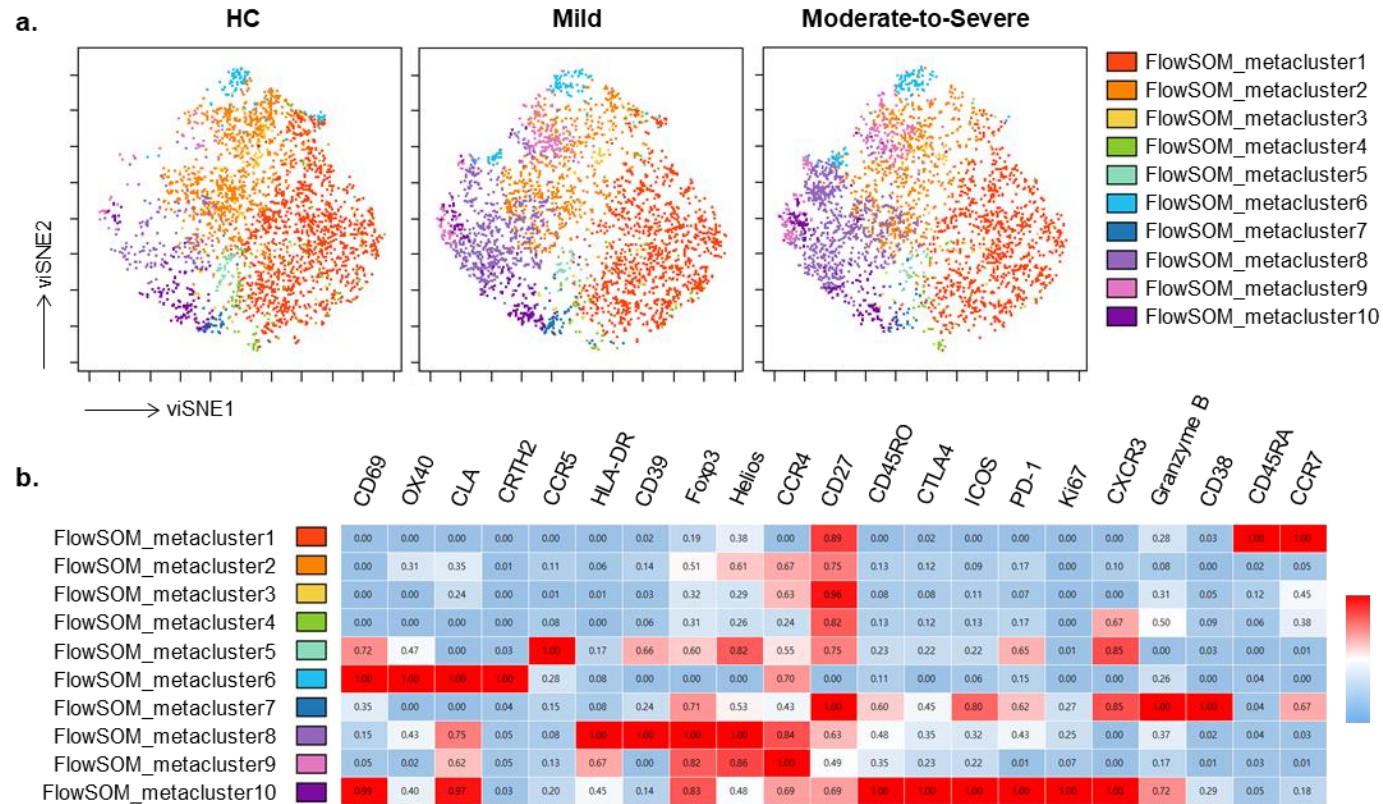 a.
HC
Mild
Moderate-to-Severe
FlowSOM_metacluster1
FlowSOM_metacluster2
FlowSOM_metacluster3
FlowSOM_metacluster4
FlowSOM_metacluster5
FlowSOM_metacluster6
FlowSOM_metacluster7
FlowSOM_metacluster8
FlowSOM_metacluster9
FlowSOM_metacluster10
viSNE2
viSNE1
b.
CD69 OX40 CLA CRTH2 CCR5 HLA-DR CD39 Foxp3 Helios CCR4 CD27 CD45RO CTLA4 ICOS PD-1 Ki67 CXCR3 Granzyme B CD38 CD45RA CCR7
FlowSOM_metacluster1 0.00 0.00 0.00 0.00 0.00 0.00 0.02 0.19 0.38 0.00 0.89 0.00 0.02 0.00 0.00 0.00 0.00 0.28 0.03 1.00 1.00
FlowSOM_metacluster2 0.00 0.31 0.35 0.01 0.11 0.06 0.14 0.51 0.61 0.67 0.75 0.13 0.12 0.09 0.17 0.00 0.10 0.08 0.00 0.02 0.05
FlowSOM_metacluster3 0.00 0.00 0.24 0.00 0.01 0.01 0.03 0.32 0.29 0.63 0.96 0.08 0.08 0.11 0.07 0.00 0.00 0.31 0.05 0.12 0.45
FlowSOM_metacluster4 0.00 0.00 0.00 0.00 0.08 0.00 0.06 0.31 0.26 0.24 0.82 0.13 0.12 0.13 0.17 0.00 0.67 0.50 0.09 0.06 0.38
FlowSOM_metacluster5 0.72 0.47 0.00 0.03 1.00 0.17 0.66 0.60 0.82 0.55 0.75 0.23 0.22 0.22 0.65 0.01 0.85 0.00 0.03 0.00 0.01
FlowSOM_metacluster6 1.00 1.00 1.00 1.00 0.28 0.08 0.00 0.00 0.00 0.70 0.00 0.11 0.00 0.06 0.15 0.00 0.00 0.26 0.00 0.04 0.00
FlowSOM_metacluster7 0.35 0.00 0.00 0.04 0.15 0.08 0.24 0.71 0.53 0.43 1.00 0.60 0.45 0.80 0.62 0.27 0.85 1.00 1.00 0.04 0.67
FlowSOM_metacluster8 0.15 0.43 0.75 0.05 0.08 1.00 1.00 1.00 1.00 0.84 0.63 0.48 0.35 0.32 0.43 0.25 0.00 0.37 0.02 0.04 0.03
FlowSOM_metacluster9 0.05 0.02 0.62 0.05 0.13 0.67 0.00 0.82 0.86 1.00 0.49 0.35 0.23 0.22 0.01 0.07 0.00 0.17 0.01 0.03 0.01
FlowSOM_metacluster10 0.99 0.40 0.97 0.03 0.20 0.45 0.14 0.83 0.48 0.69 0.69 1.00 1.00 1.00 1.00 1.00 1.00 0.72 0.29 0.05 0.18